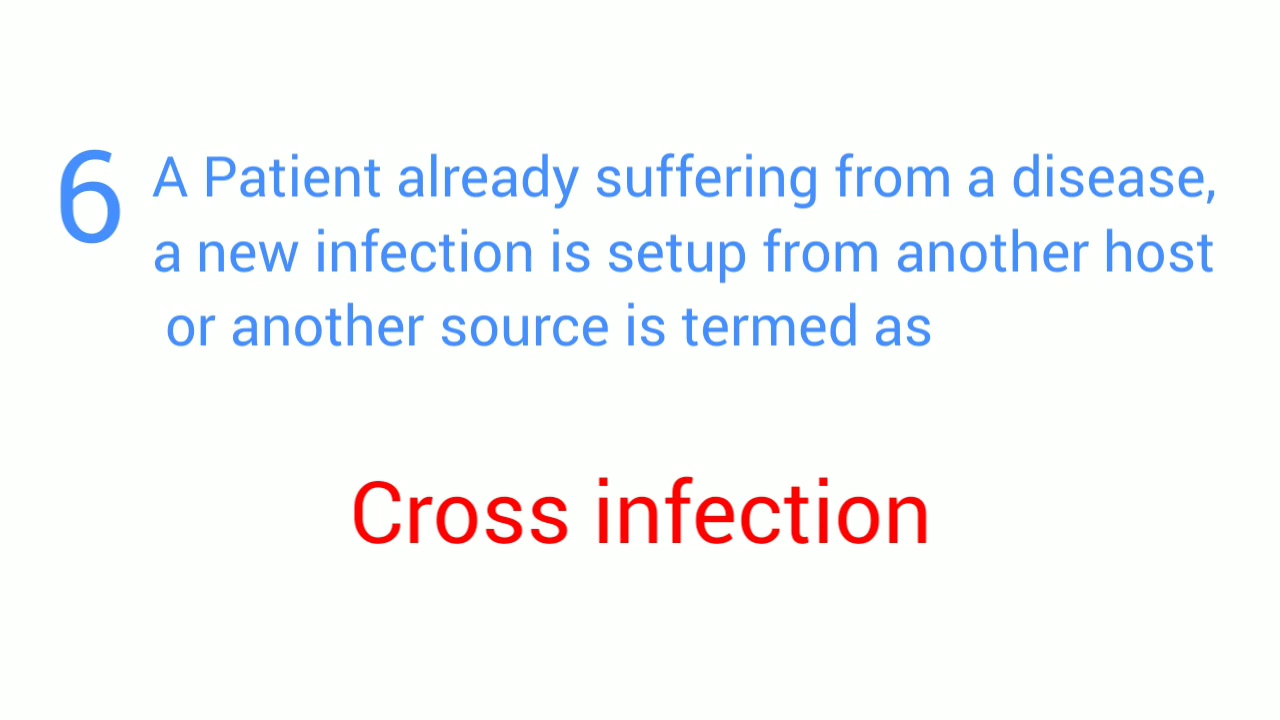 6 A Patient already suffering from a disease,
a new infection is setup from another host
or another source is termed as
Cross infection